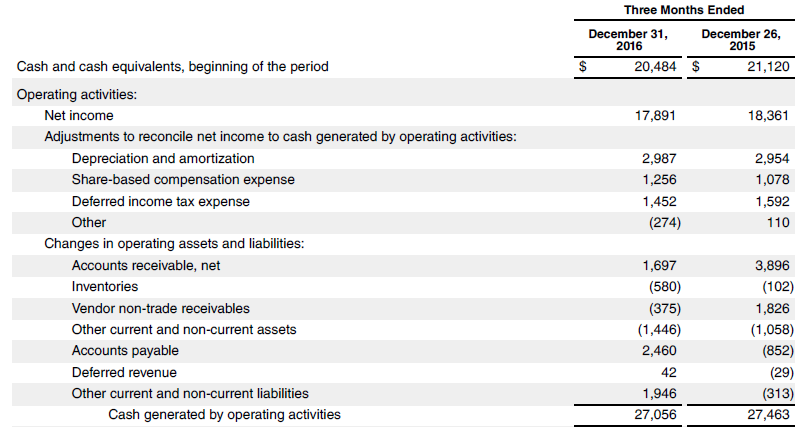 Three Months Ended
December 31, 2016 December 26, 2015
Cash and cash equivalents, beginning of the period $ 20,484 $ 21,120
Operating activities:
Net income 17,891 18,361
Adjustments to reconcile net income to cash generated by operating activities:
Depreciation and amortization 2,987 2,954
Share-based compensation expense 1,256 1,078
Deferred income tax expense 1,452 1,592
Other (274) 110
Changes in operating assets and liabilities:
Accounts receivable, net 1,697 3,896
Inventories (580) (102)
Vendor non-trade receivables (375) 1,826
Other current and non-current assets (1,446) (1,058)
Accounts payable 2,460 (852)
Deferred revenue 42 (29)
Other current and non-current liabilities 1,946 (313)
Cash generated by operating activities 27,056 27,463